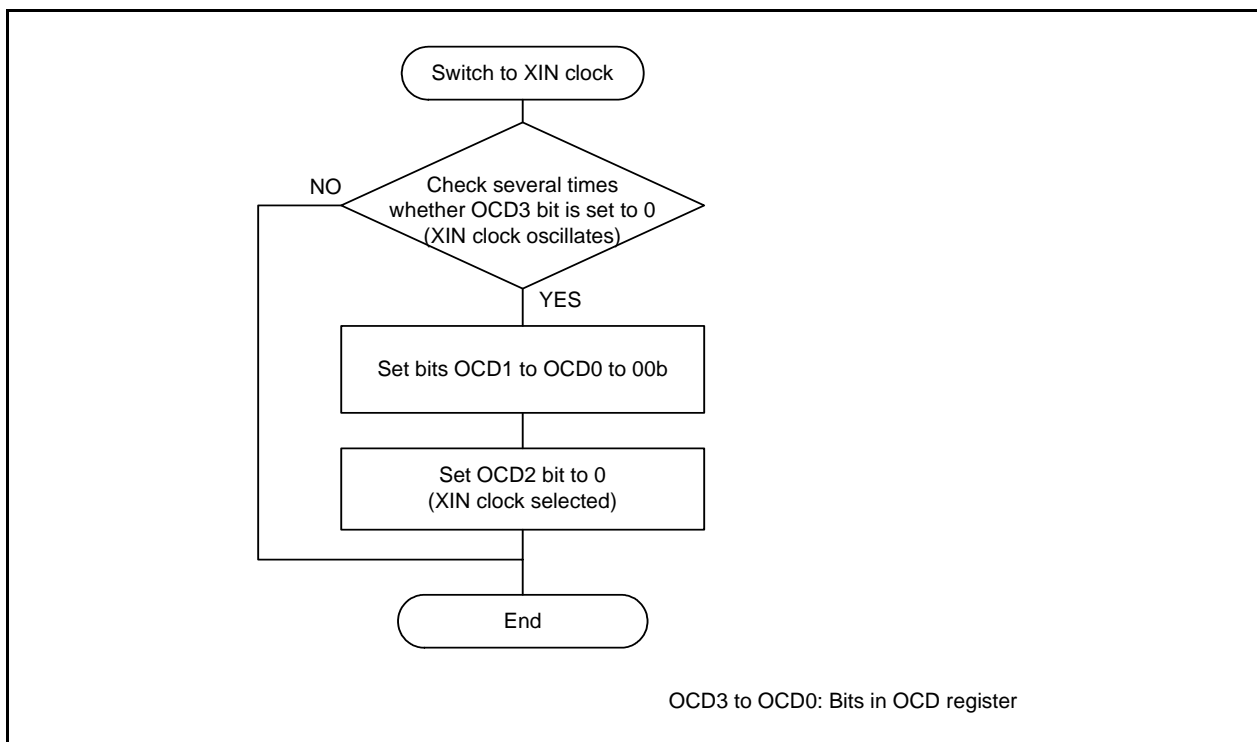 Switch to XIN clock
NO
Check several times
whether OCD3 bit is set to 0
(XIN clock oscillates)
YES
Set bits OCD1 to OCD0 to 00b
Set OCD2 bit to 0
(XIN clock selected)
End
OCD3 to OCD0: Bits in OCD register